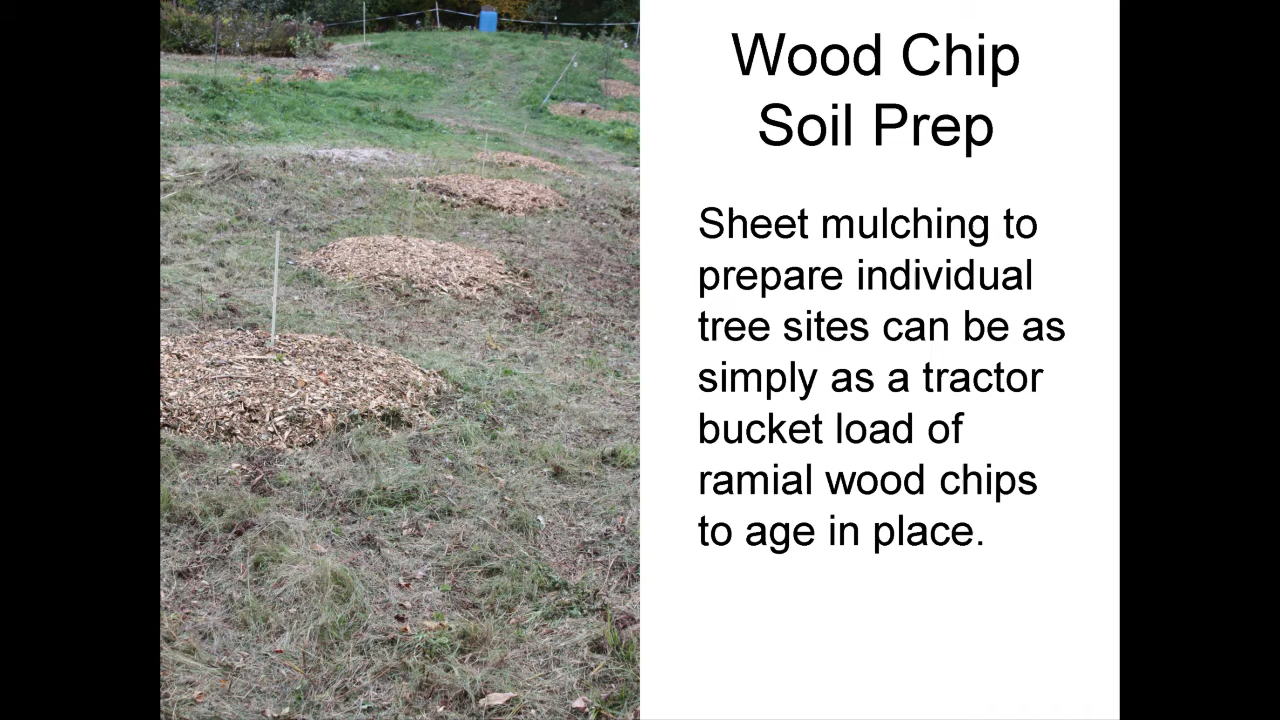 Wood Chip
Soil Prep
Sheet mulching to
prepare individual
tree sites can be as
simply as a tractor
bucket load of
ramial wood chips
to age in place.